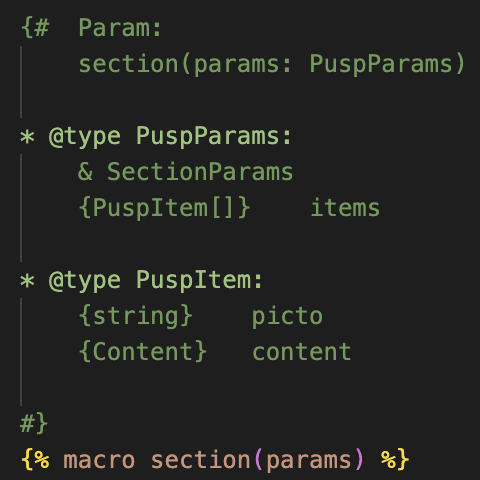 {#  Param:
    section(params: PuspParams)
* @type PuspParams:
    & SectionParams
    {PuspItem[]}    items
* @type PuspItem:
    {string}    picto
    {Content}   content
#}
{% macro section(params) %}